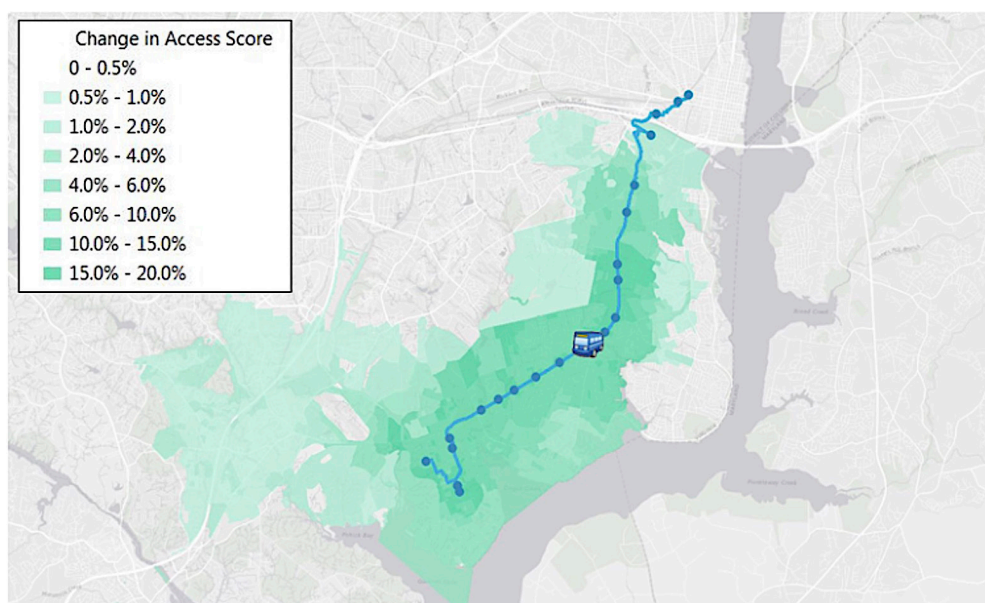 Change in Access Score
0 - 0.5%
0.5% - 1.0%
1.0% - 2.0%
2.0% - 4.0%
4.0% - 6.0%
6.0% - 10.0%
10.0% - 15.0%
15.0% - 20.0%